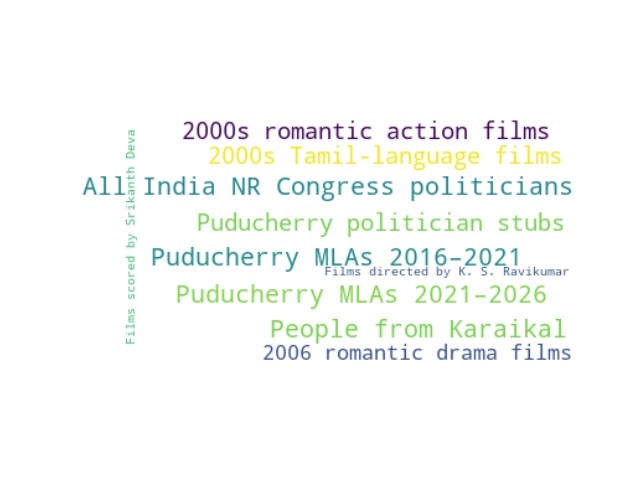 2000s romantic action films
2000s Tamil-language films
All India NR Congress politicians
Films scored by Srikanth Deva
Puducherry politician stubs
Puducherry MLAs 2016–2021
Films directed by K. S. Ravikumar
Puducherry MLAs 2021–2026
People from Karaikal
2006 romantic drama films